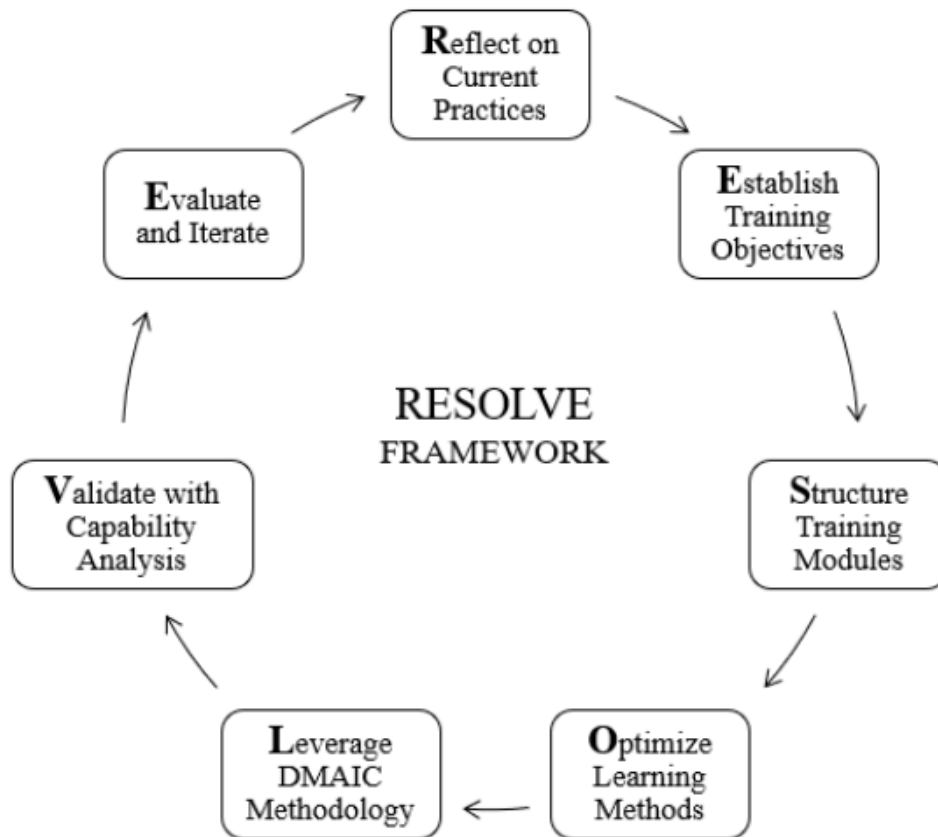 Reflect on
Current
Practices
Establish
Training
Objectives
Structure
Training
Modules
Optimize
Learning
Methods
Leverage
DMAIC
Methodology
Validate with
Capability
Analysis
Evaluate
and Iterate
RESOLVE
FRAMEWORK